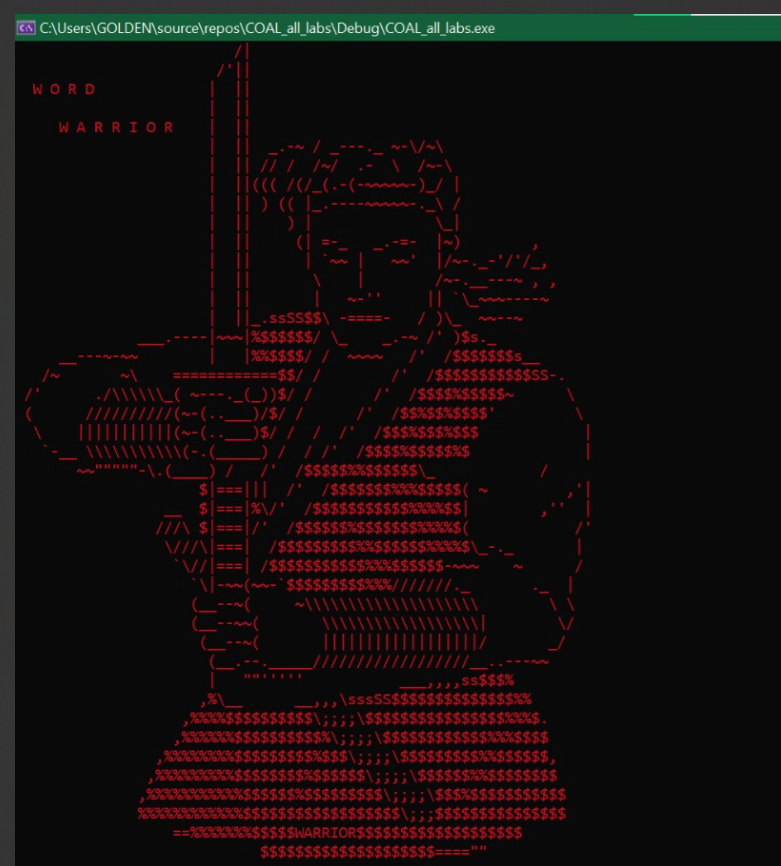 C:\Users\GOLDEN\source\repos\COAL_all_labs\Debug\COAL_all_labs.exe
W O R D
W A R R I O R
WARRIOR